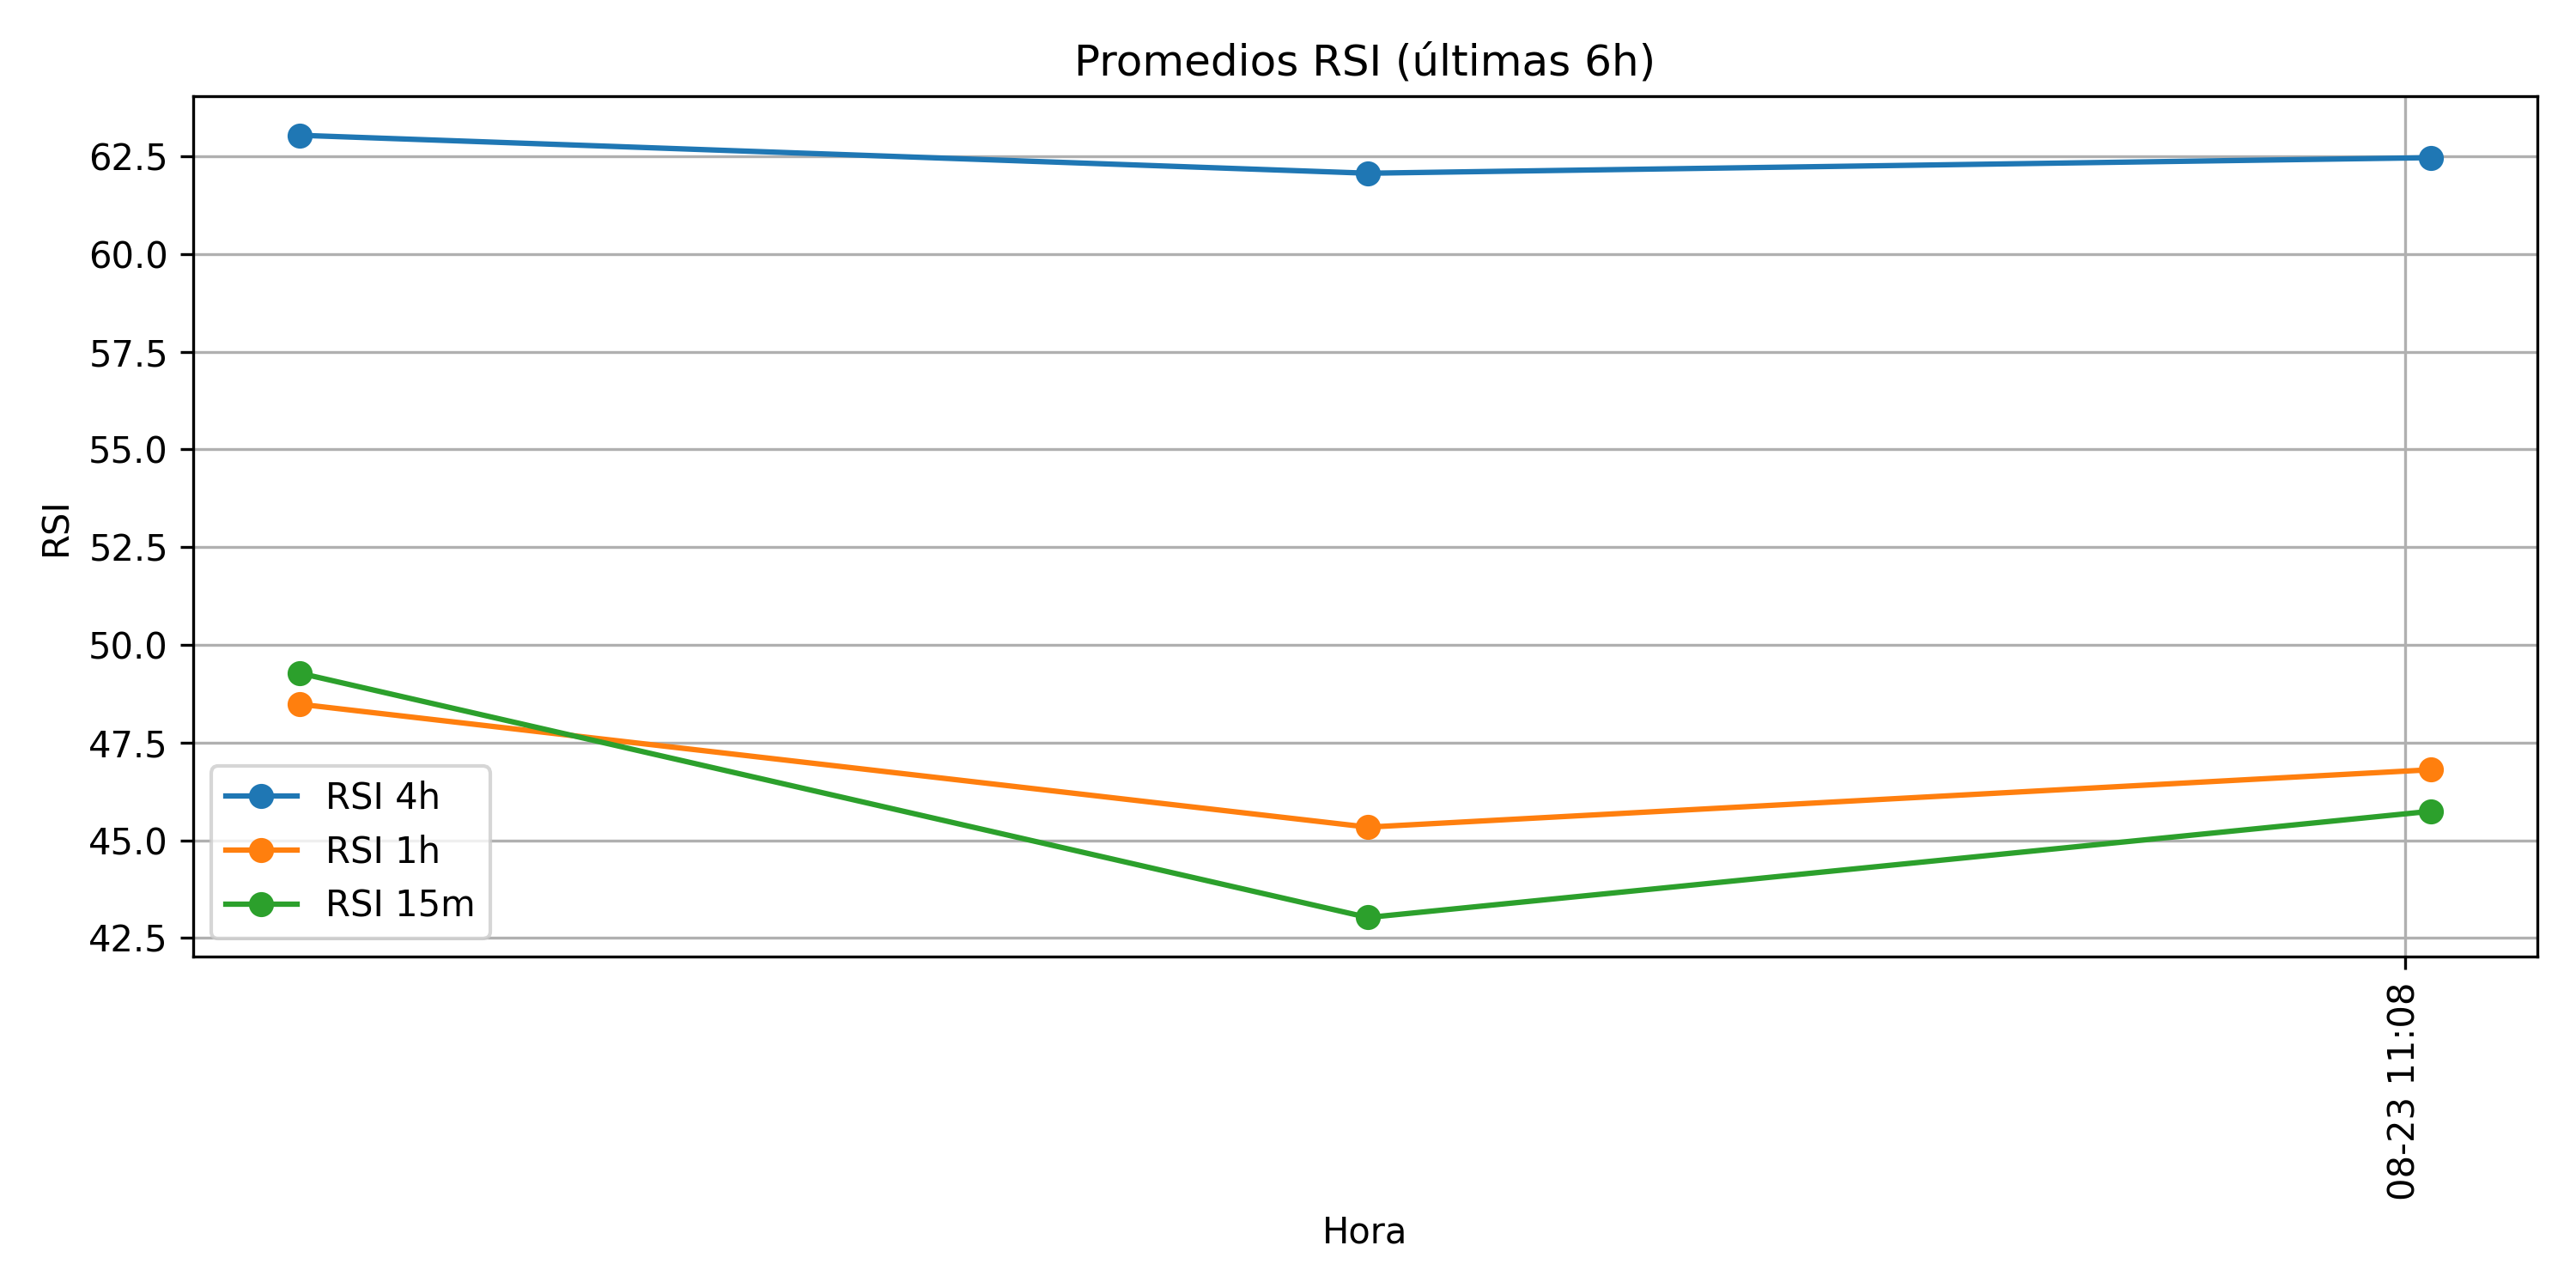 Promedios RSI (últimas 6h)
RSI
62.5
60.0
57.5
55.0
52.5
50.0
47.5
45.0
42.5
RSI 4h
RSI 1h
RSI 15m
08-23 11:08
Hora